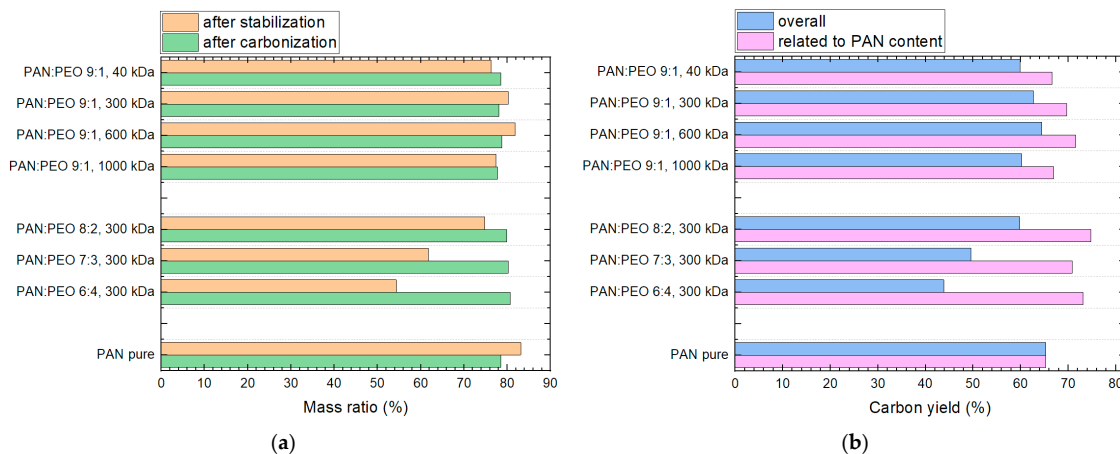 after stabilization
after carbonization
PAN:PEO 9:1, 40 kDa
PAN:PEO 9:1, 300 kDa
PAN:PEO 9:1, 600 kDa
PAN:PEO 9:1, 1000 kDa
PAN:PEO 8:2, 300 kDa
PAN:PEO 7:3, 300 kDa
PAN:PEO 6:4, 300 kDa
PAN pure
0 10 20 30 40 50 60 70 80 90
Mass ratio (%)
(a)
overall
related to PAN content
PAN:PEO 9:1, 40 kDa
PAN:PEO 9:1, 300 kDa
PAN:PEO 9:1, 600 kDa
PAN:PEO 9:1, 1000 kDa
PAN:PEO 8:2, 300 kDa
PAN:PEO 7:3, 300 kDa
PAN:PEO 6:4, 300 kDa
PAN pure
0 10 20 30 40 50 60 70 80
Carbon yield (%)
(b)